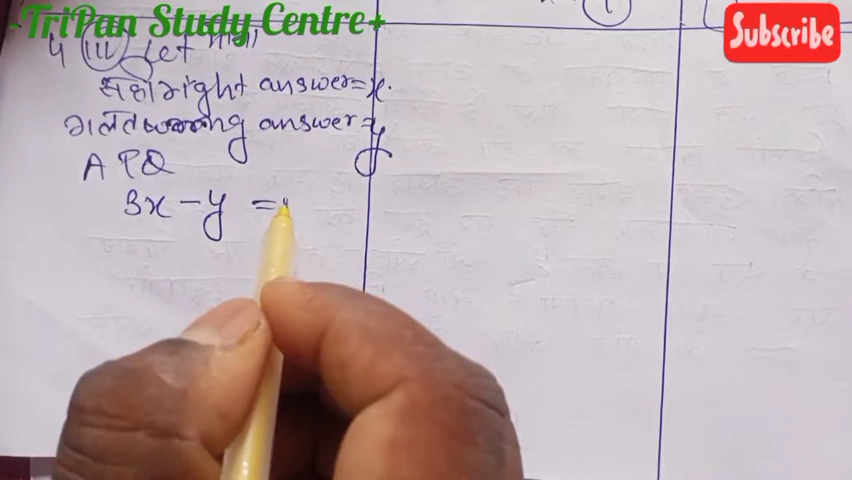 TriPan Study Centre+
Subscribe
4 (iii) Let माना
सही right answer = x.
गलत wrong answer = y
A T Q
3x - y =